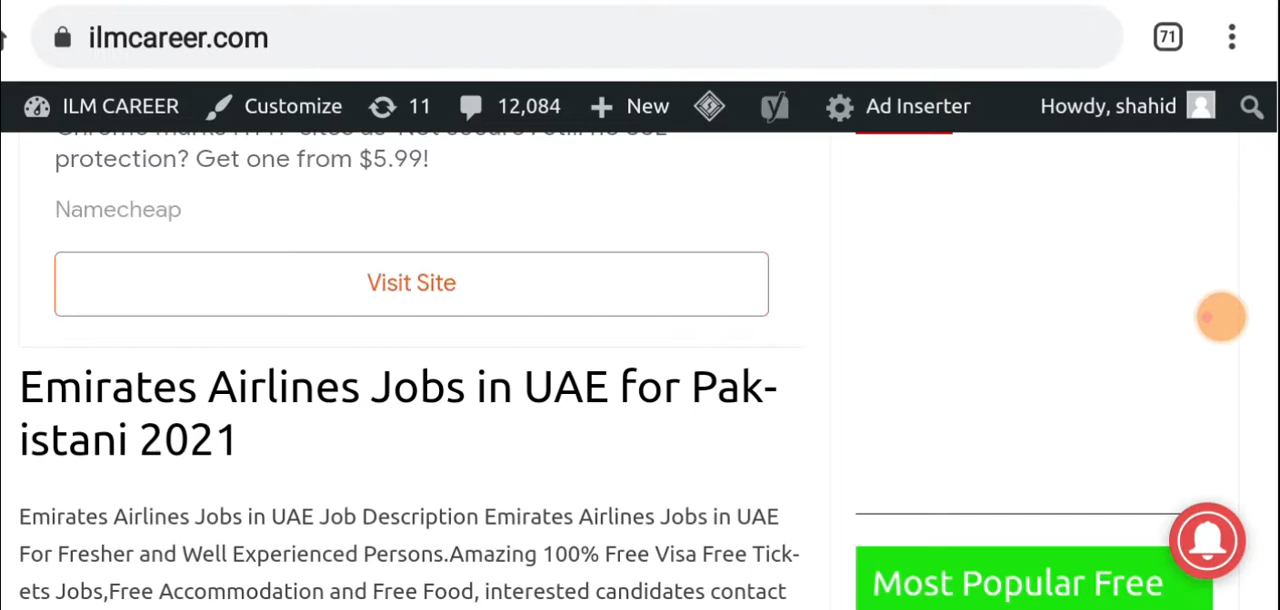 ilmcareer.com
71
ILM CAREER Customize 11 12,084 New Ad Inserter Howdy, shahid
protection? Get one from $5.99!
Namecheap
Visit Site
Emirates Airlines Jobs in UAE for Pak-
istani 2021
Emirates Airlines Jobs in UAE Job Description Emirates Airlines Jobs in UAE
For Fresher and Well Experienced Persons.Amazing 100% Free Visa Free Tick-
ets Jobs,Free Accommodation and Free Food, interested candidates contact
Most Popular Free